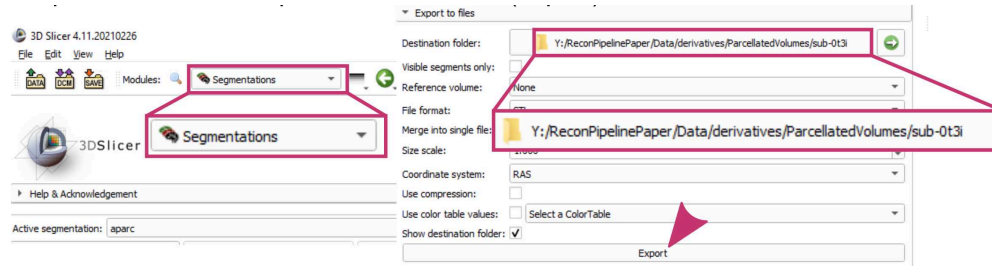 3D Slicer 4.11.20210226
File Edit View Help
DATA DCM SAVE Modules: Segmentations
Segmentations
3DSlicer
Help & Acknowledgement
Active segmentation: aparc
Export to files
Destination folder: Y:/ReconPipelinePaper/Data/derivatives/ParcellatedVolumes/sub-0t3i
Visible segments only:
Reference volume: None
File format:
Merge into single file: Y:/ReconPipelinePaper/Data/derivatives/ParcellatedVolumes/sub-0t3i
Size scale:
Coordinate system: RAS
Use compression:
Use color table values: Select a ColorTable
Show destination folder:
Export